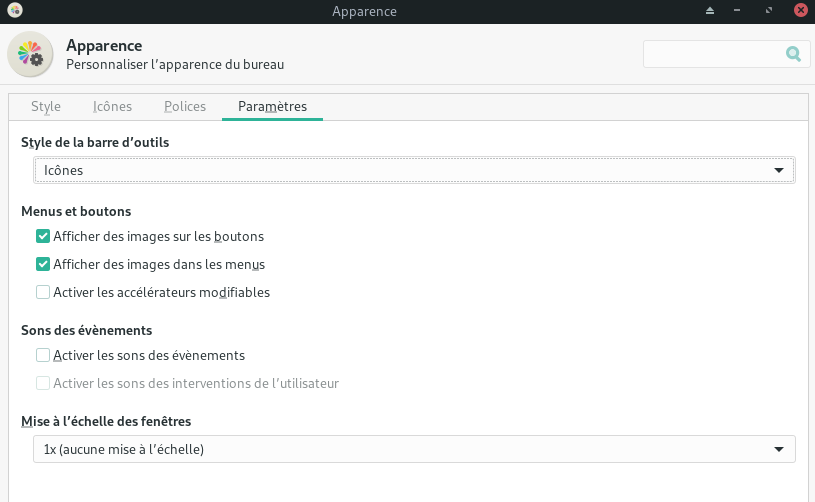 Apparence
Apparence
Personnaliser l’apparence du bureau
Style Icônes Polices Paramètres
Style de la barre d’outils
Icônes
Menus et boutons
Afficher des images sur les boutons
Afficher des images dans les menus
Activer les accélérateurs modifiables
Sons des évènements
Activer les sons des évènements
Activer les sons des interventions de l’utilisateur
Mise à l’échelle des fenêtres
1x (aucune mise à l’échelle)